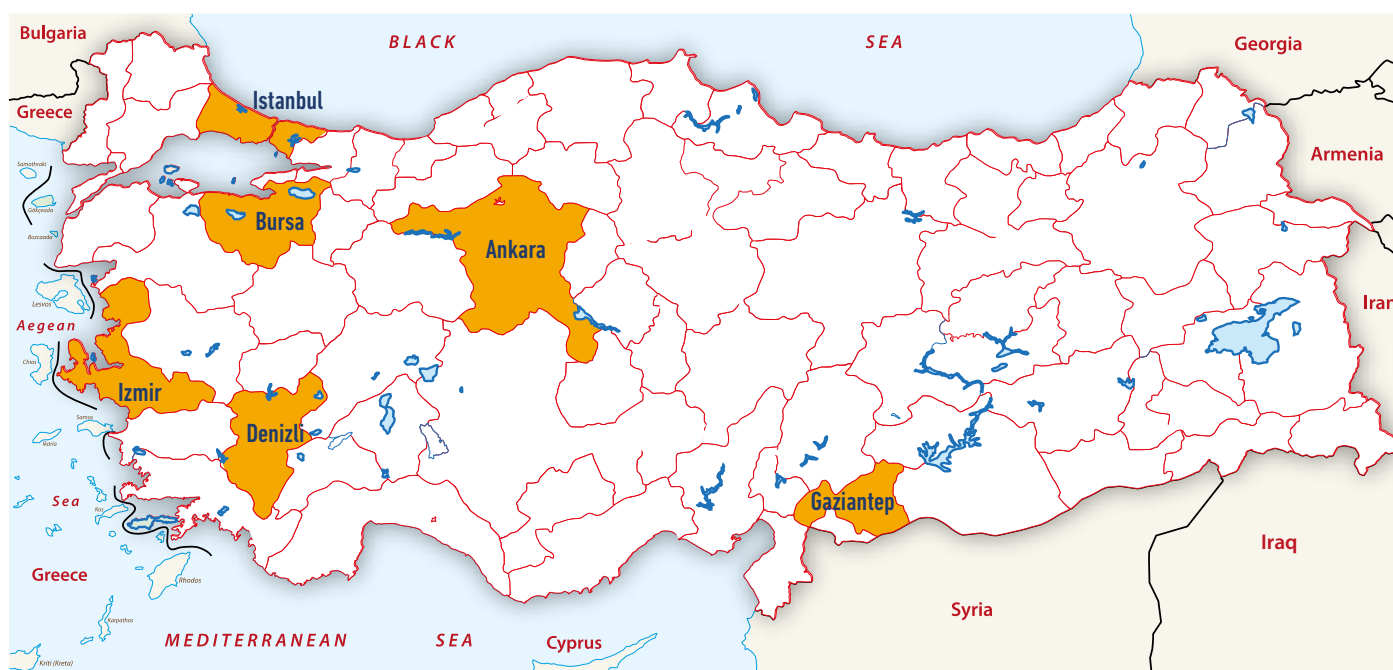 Bulgaria
BLACK
SEA
Georgia
Istanbul
Greece
Armenia
Samothraki
Gökçeada
Bursa
Bozcaada
Ankara
Lesvos
Iran
Aegean
Chios
Izmir
Samos
Denizli
Ikaria
Sea
Gaziantep
Kos
Iraq
Greece
Rhodos
Syria
Karpathos
MEDITERRANEAN
SEA
Cyprus
Kriti (Kreta)